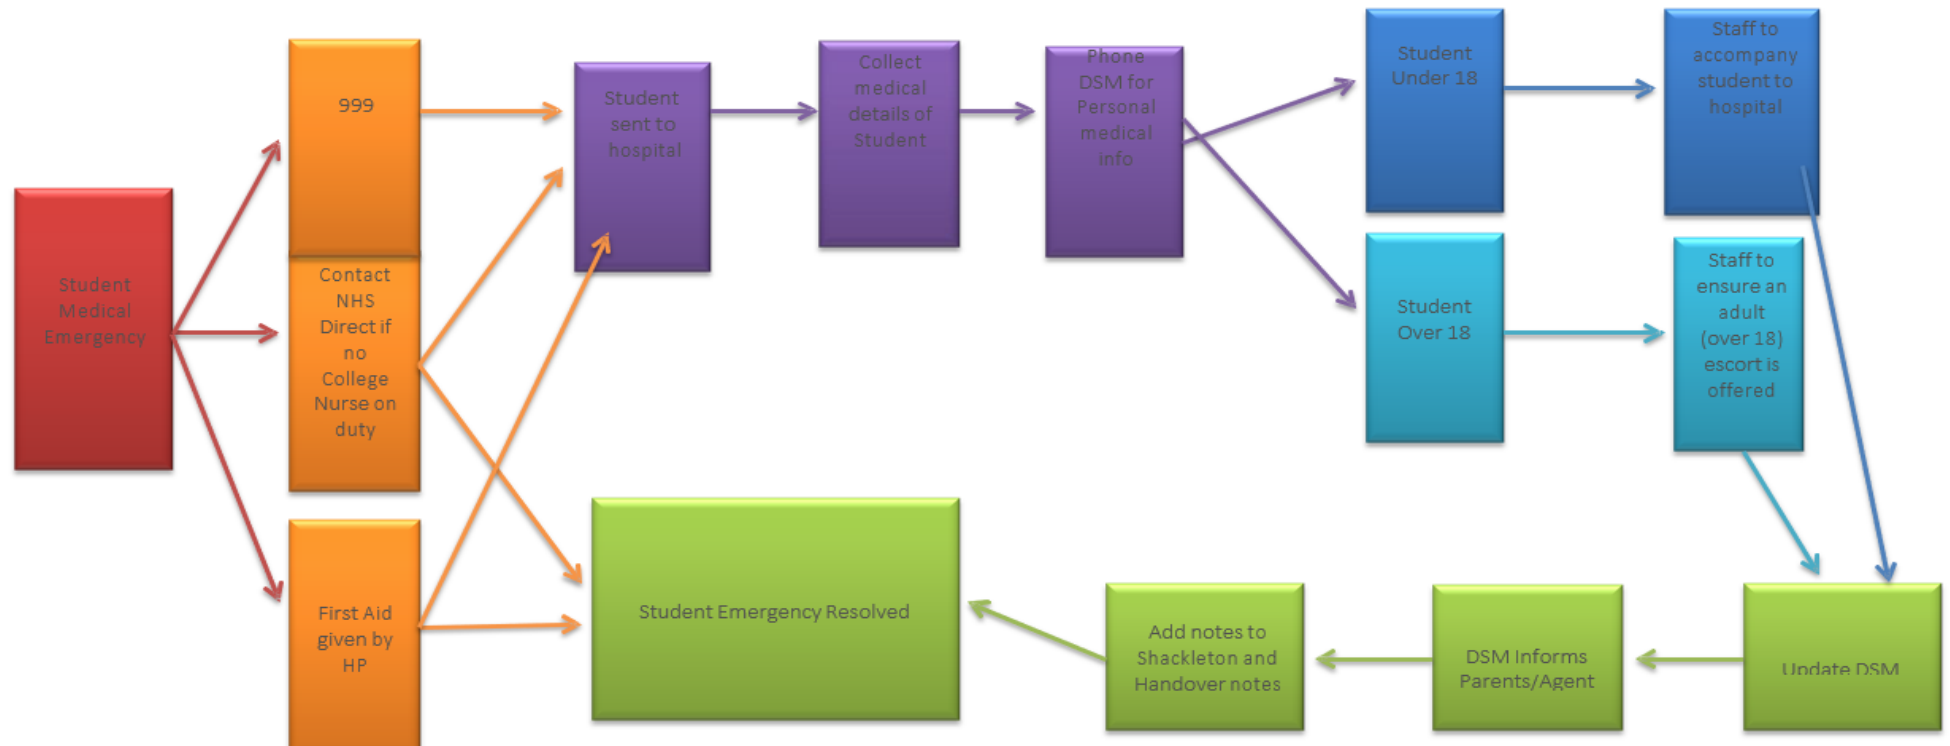 Student
Medical
Emergency
999
Contact
NHS
Direct if
no
College
Nurse on
duty
First Aid
given by
HP
Student
sent to
hospital
Collect
medical
details of
Student
Phone
DSM for
Personal
medical
info
Student
Under 18
Staff to
accompany
student to
hospital
Student
Over 18
Staff to
ensure an
adult
(over 18)
escort is
offered
Update DSM
DSM Informs
Parents/Agent
Add notes to
Shackleton and
Handover notes
Student Emergency Resolved